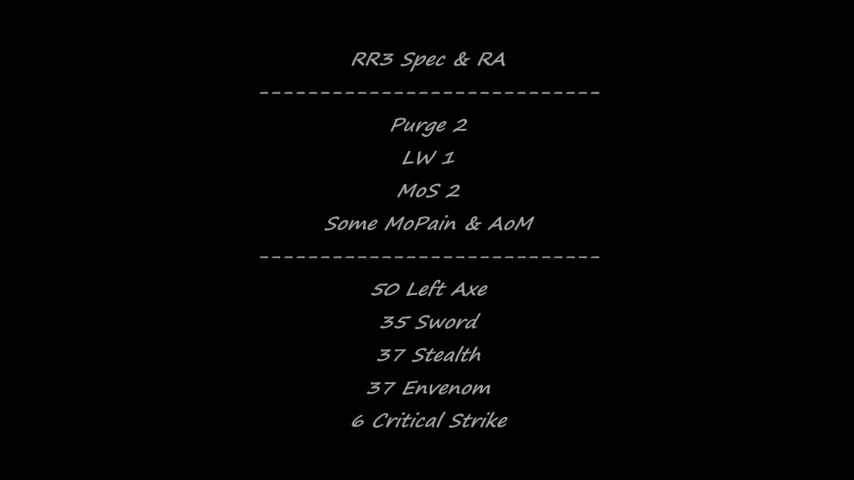 RR3 Spec & RA
----------------------------
Purge 2
LW 1
MoS 2
Some MoPain & AoM
----------------------------
50 Left Axe
35 Sword
37 Stealth
37 Envenom
6 Critical Strike